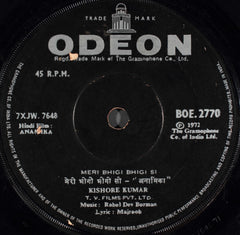 TRADE MARK
ODEON
Regd. Trade Mark of The Gramophone Co., Ltd.
45 R.P.M.
7XJW. 7648
Hindi Film :
ANAMIKA
BOE. 2770
℗ 1972
The Gramophone
Co. of India Ltd.
MERI BHIGI BHIGI SI
मेरी भीगी भीगी सी - "अनामिका"
KISHORE KUMAR
T. V. FILMS PVT. LTD.
Music : Rahul Dev Burman
Lyric : Majrooh